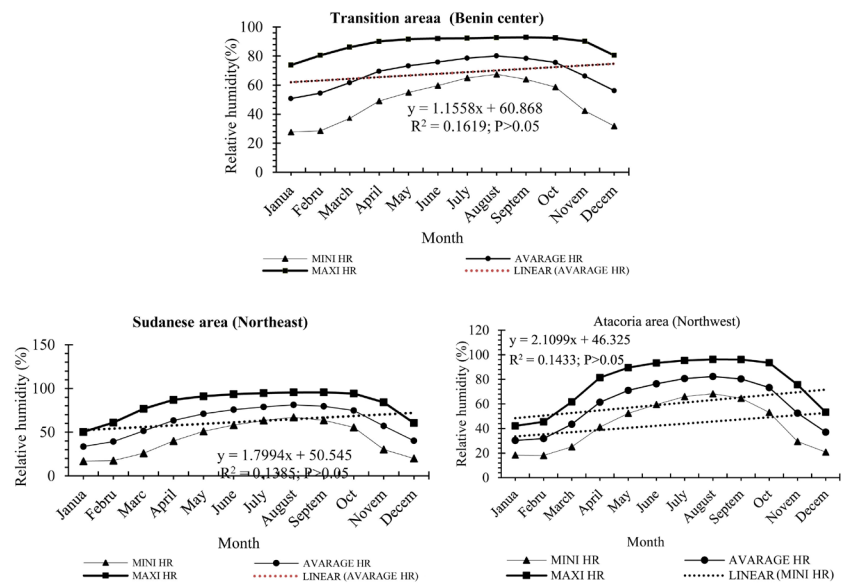 Transition areaa (Benin center)
Relative humidity(%)
100
80
60
40
20
0
y = 1.1558x + 60.868
R² = 0.1619; P>0.05
Janua
Febru
March
April
May
June
July
August
Septem
Oct
Novem
Decem
Month
MINI HR
AVARAGE HR
MAXI HR
LINEAR (AVARAGE HR)
Sudanese area (Northeast)
Relative humidity (%)
150
100
50
0
y = 1.7994x + 50.545
R² = 0.1385; P>0.05
Janua
Febru
Marc
April
May
June
July
August
Septem
Oct
Novem
Decem
Month
MINI HR
AVARAGE HR
MAXI HR
LINEAR (AVARAGE HR)
Atacoria area (Northwest)
Relative humidity (%)
120
100
80
60
40
20
0
y = 2.1099x + 46.325
R² = 0.1433; P>0.05
Janua
Febru
March
April
May
June
July
August
Septem
Oct
Novem
Decem
Month
MINI HR
AVARAGE HR
MAXI HR
LINEAR (MINI HR)